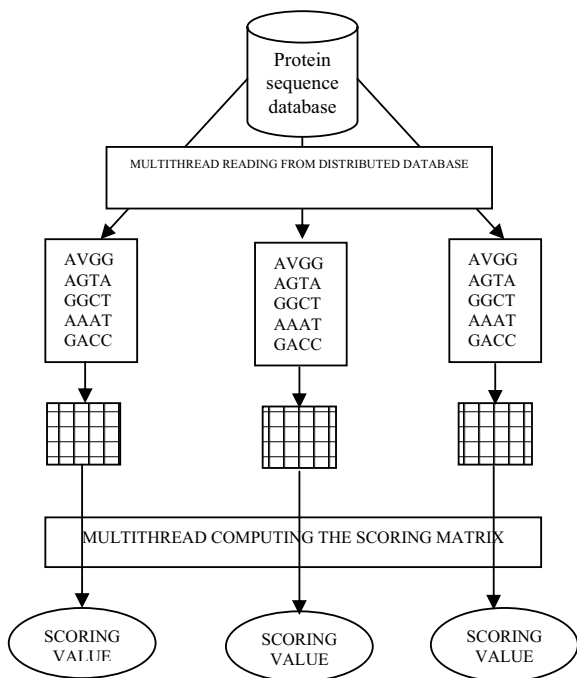 Protein
sequence
database
MULTITHREAD READING FROM DISTRIBUTED DATABASE
AVGG
AGTA
GGCT
AAAT
GACC
AVGG
AGTA
GGCT
AAAT
GACC
AVGG
AGTA
GGCT
AAAT
GACC
MULTITHREAD COMPUTING THE SCORING MATRIX
SCORING
VALUE
SCORING
VALUE
SCORING
VALUE